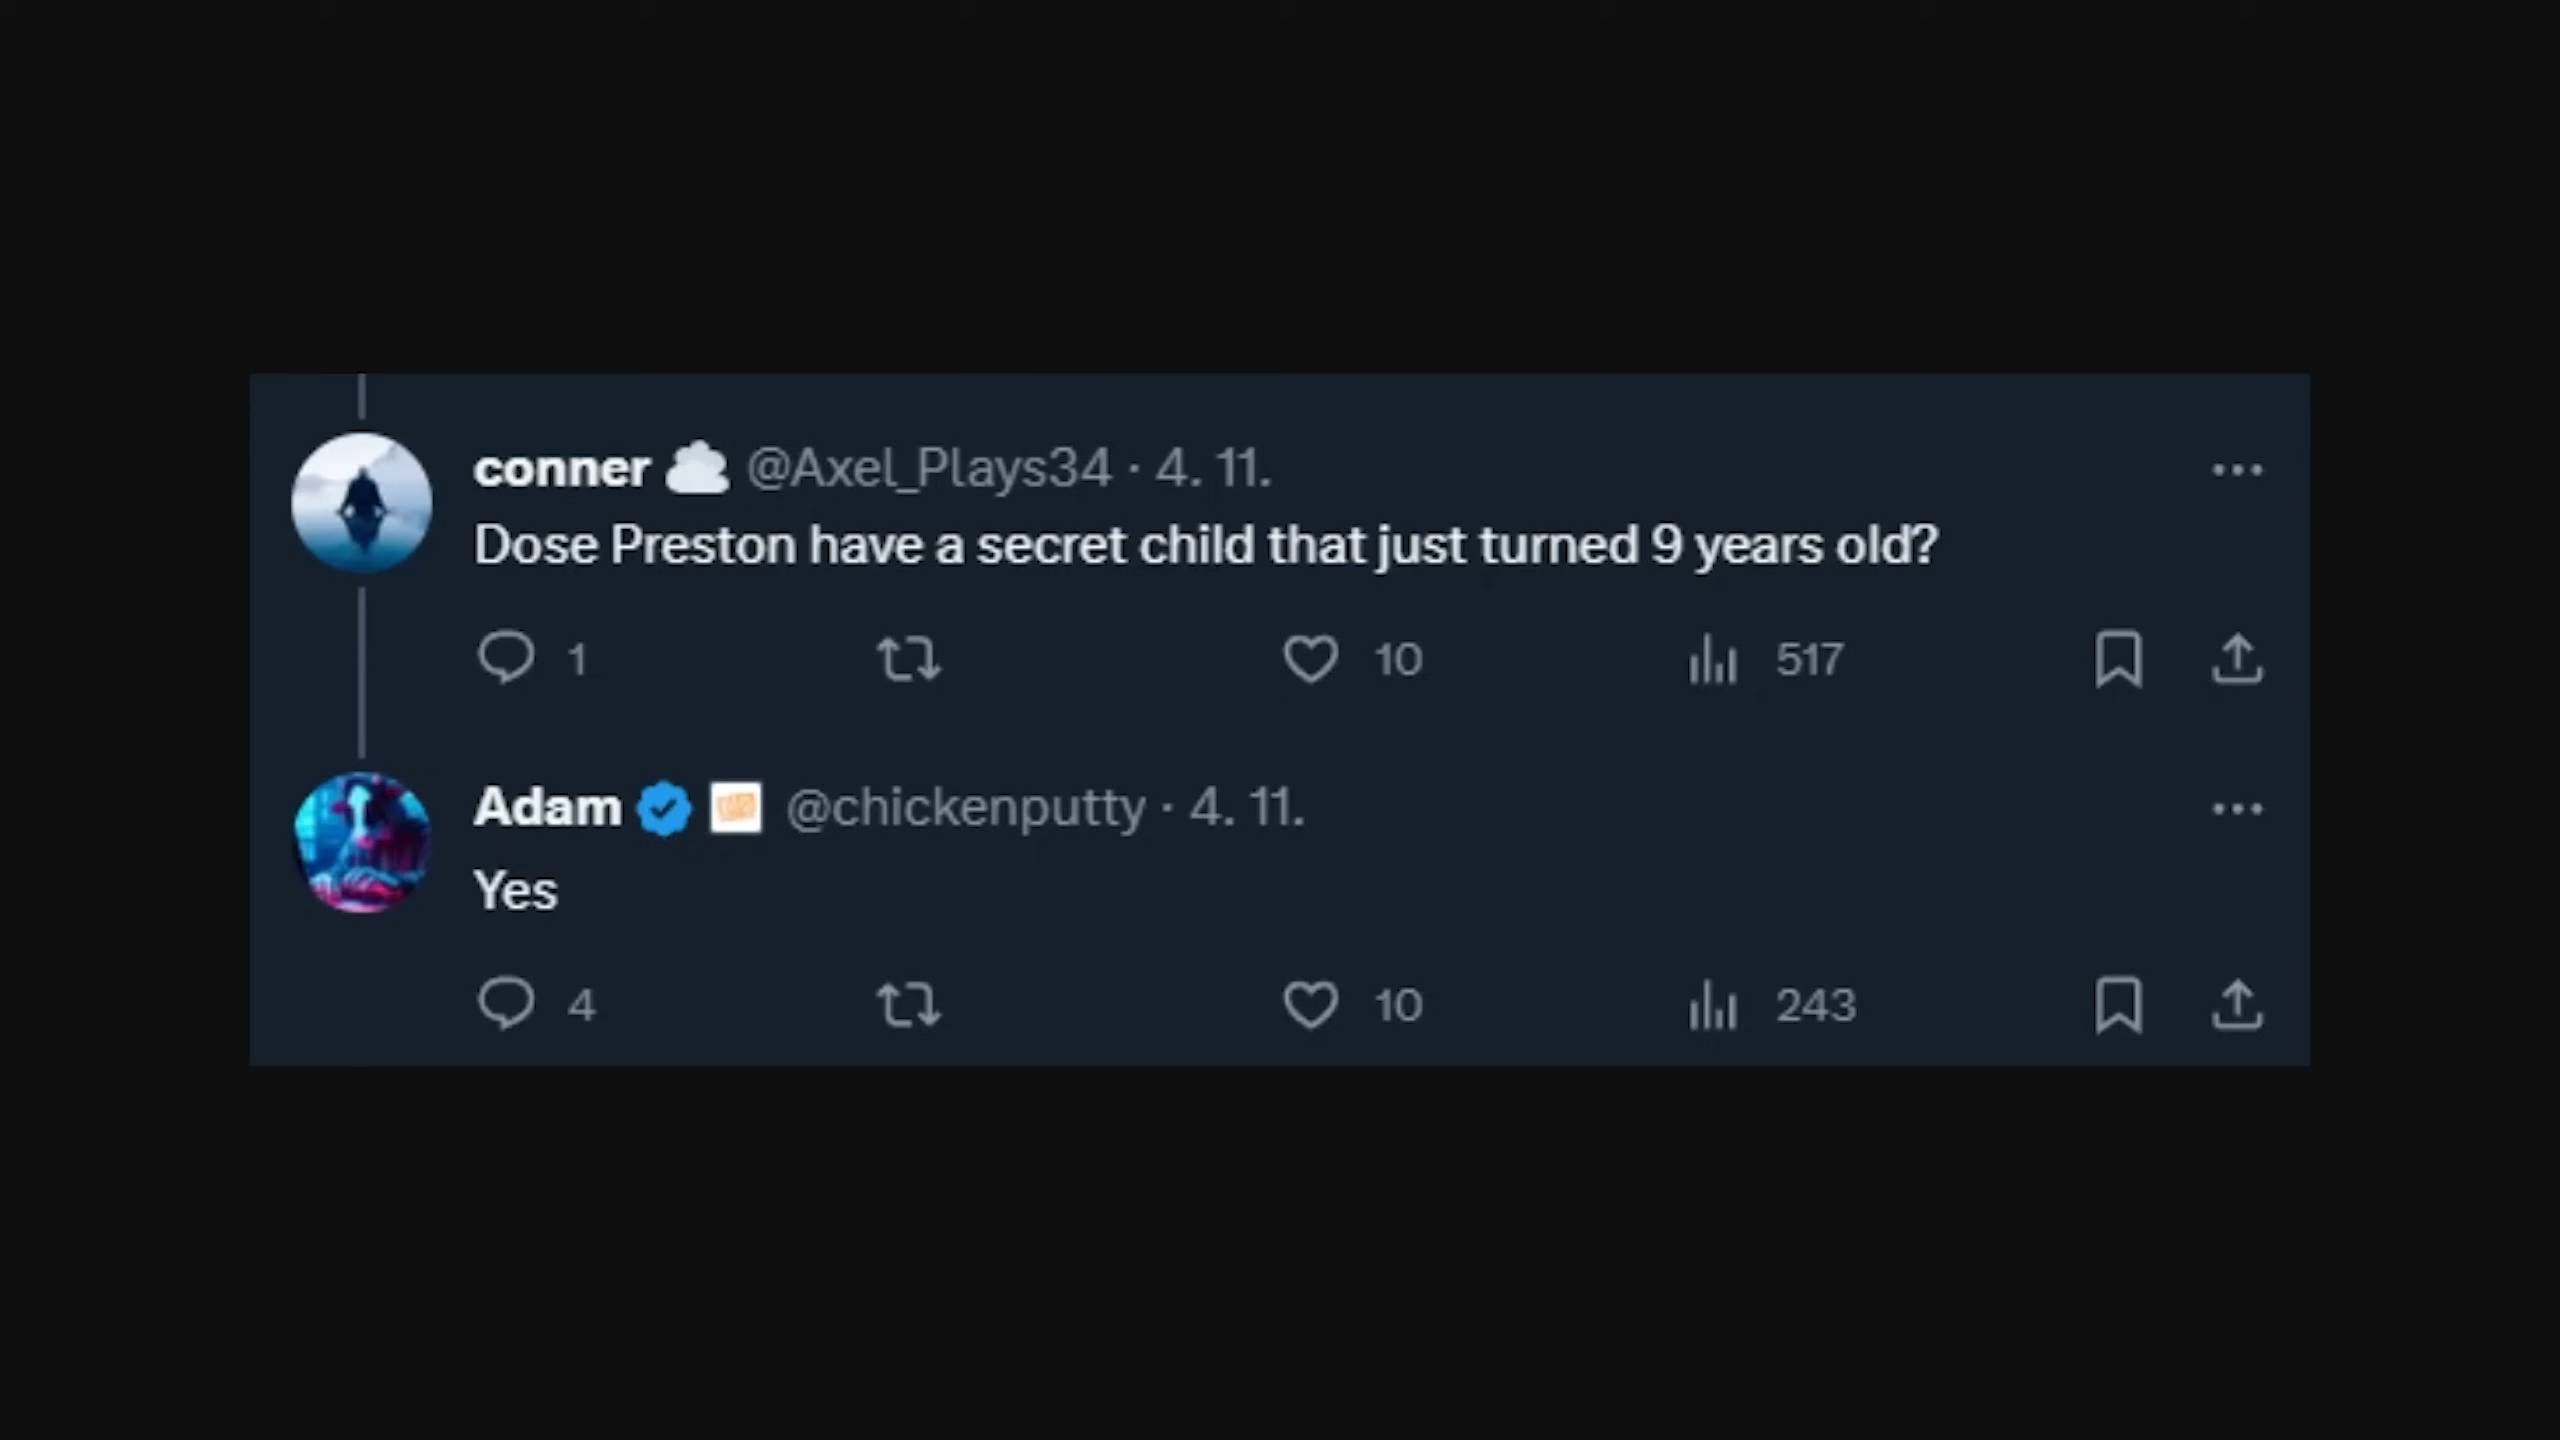 conner @Axel_Plays34 · 4. 11.
Dose Preston have a secret child that just turned 9 years old?
1 10 517
Adam @chickenputty · 4. 11.
Yes
4 10 243